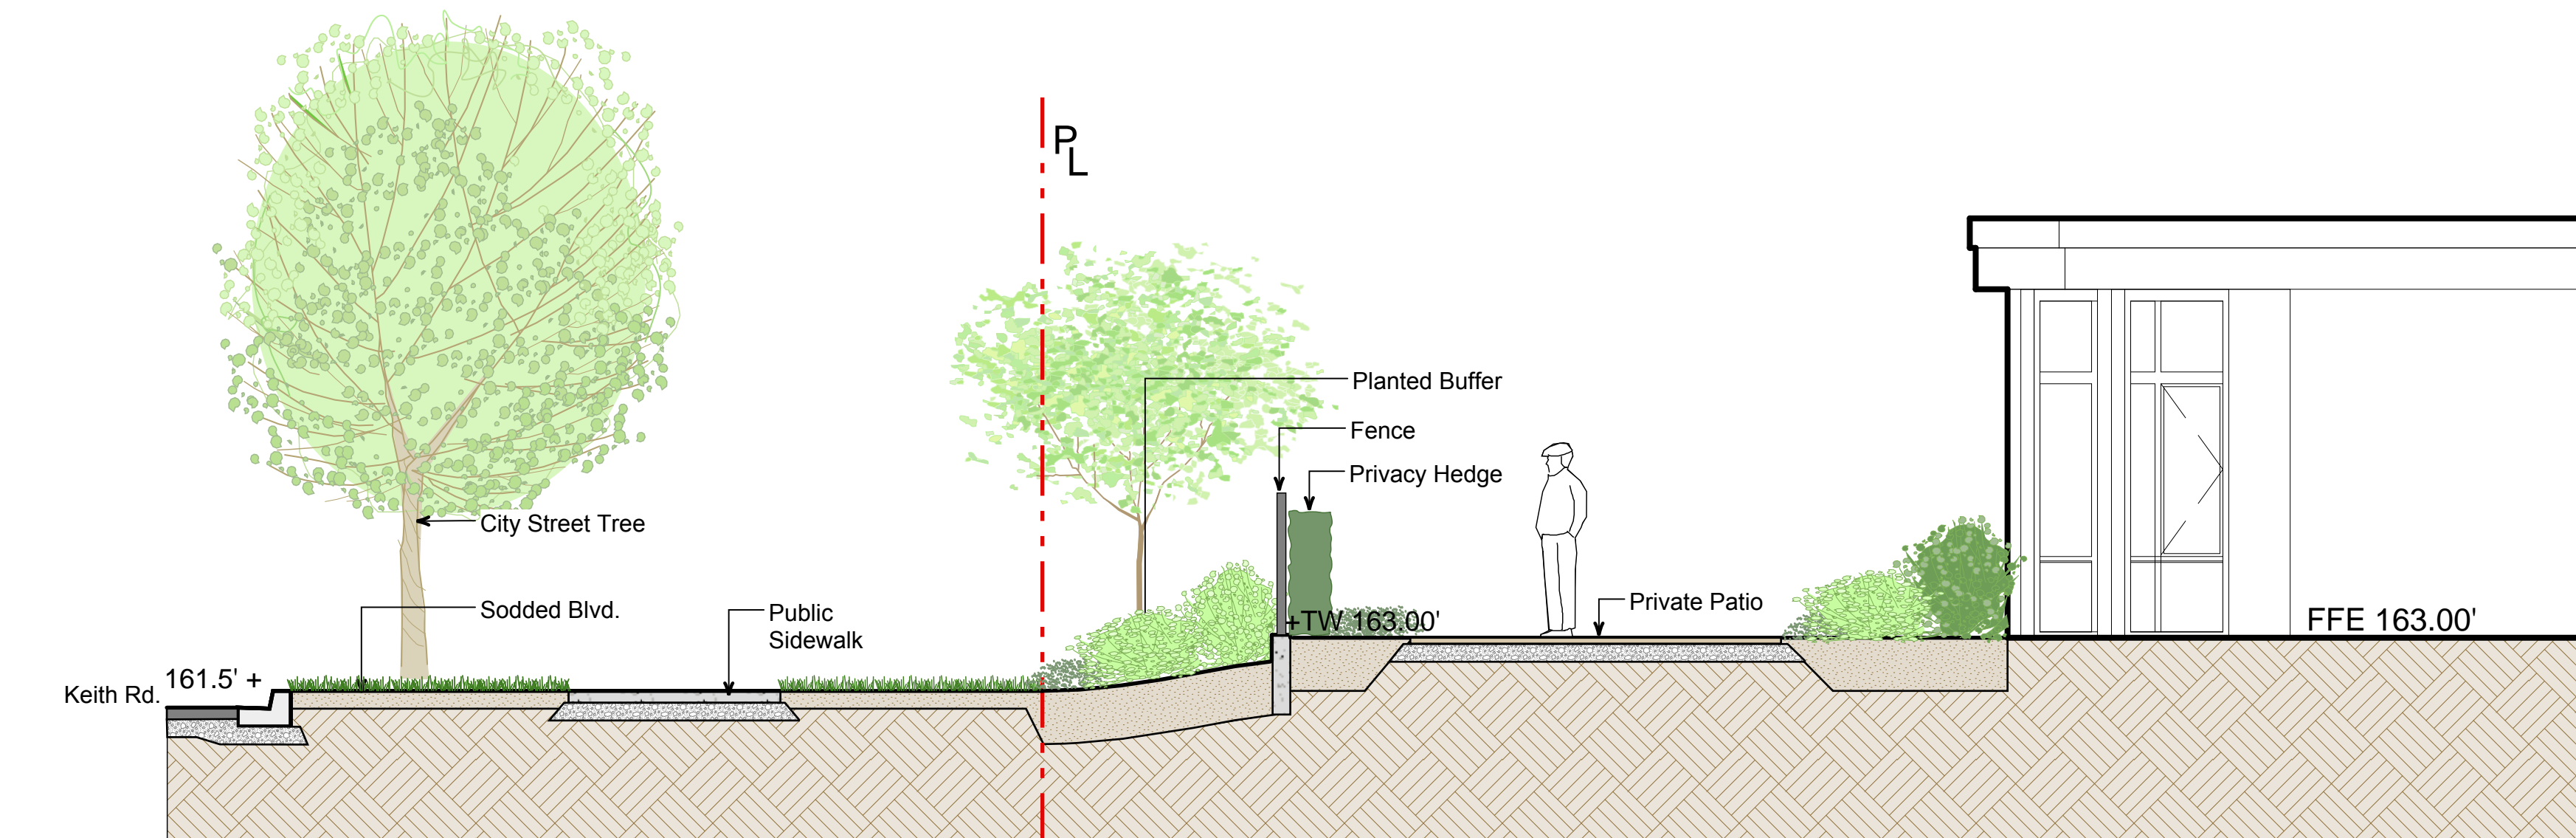 P
L
Planted Buffer
Fence
Privacy Hedge
City Street Tree
Sodded Blvd.
Public
Sidewalk
Private Patio
+TW 163.00'
FFE 163.00'
161.5' +
Keith Rd.